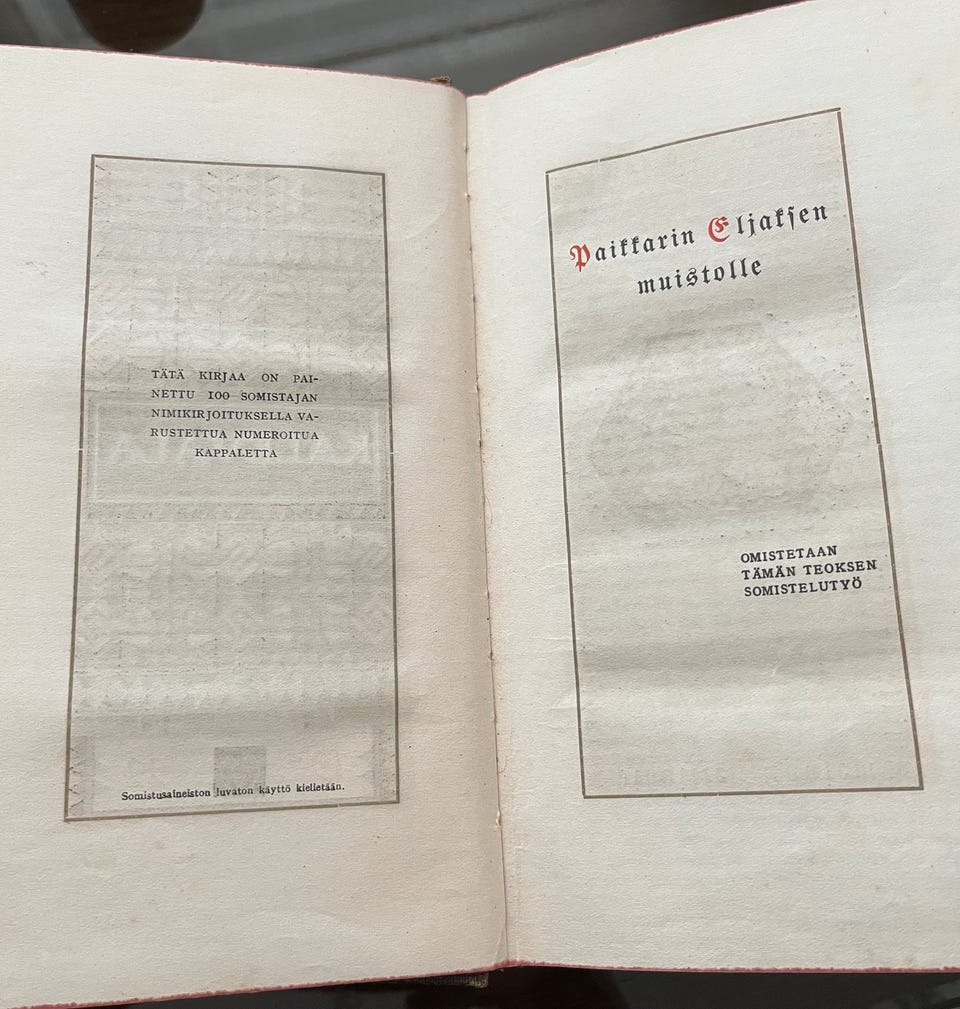 TÄTÄ KIRJAA ON PAI-
NETTU 100 SOMISTAJAN
NIMIKIRJOITUKSELLA VA-
RUSTETTUA NUMEROITUA
KAPPALETTA
Somistusaineiston luvaton käyttö kielletään.
Paikkarin Eljaksen
muistolle
OMISTETAAN
TÄMÄN TEOKSEN
SOMISTELUTYÖ